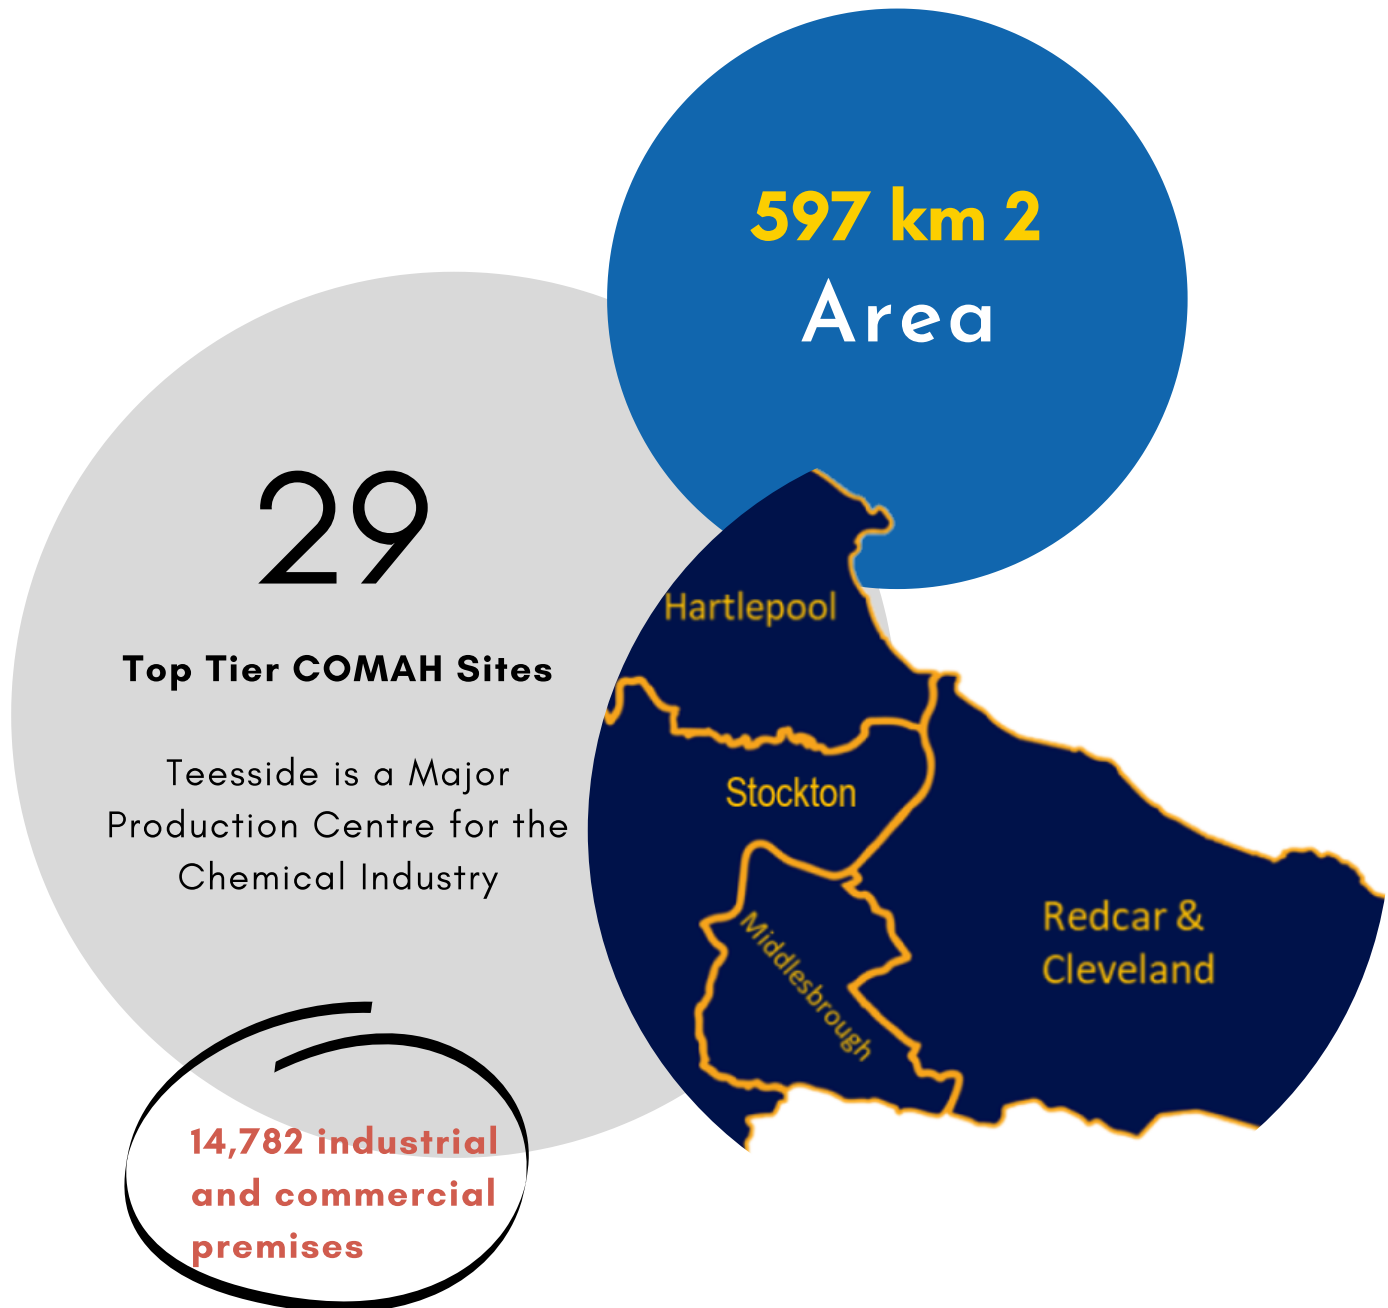 597 km 2
Area
29
Top Tier COMAH Sites
Teesside is a Major
Production Centre for the
Chemical Industry
Hartlepool
Stockton
Middlesbrough
Redcar &
Cleveland
14,782 industrial
and commercial
premises